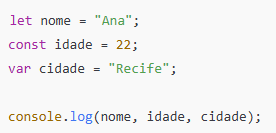 let nome = "Ana";
const idade = 22;
var cidade = "Recife";
console.log(nome, idade, cidade);